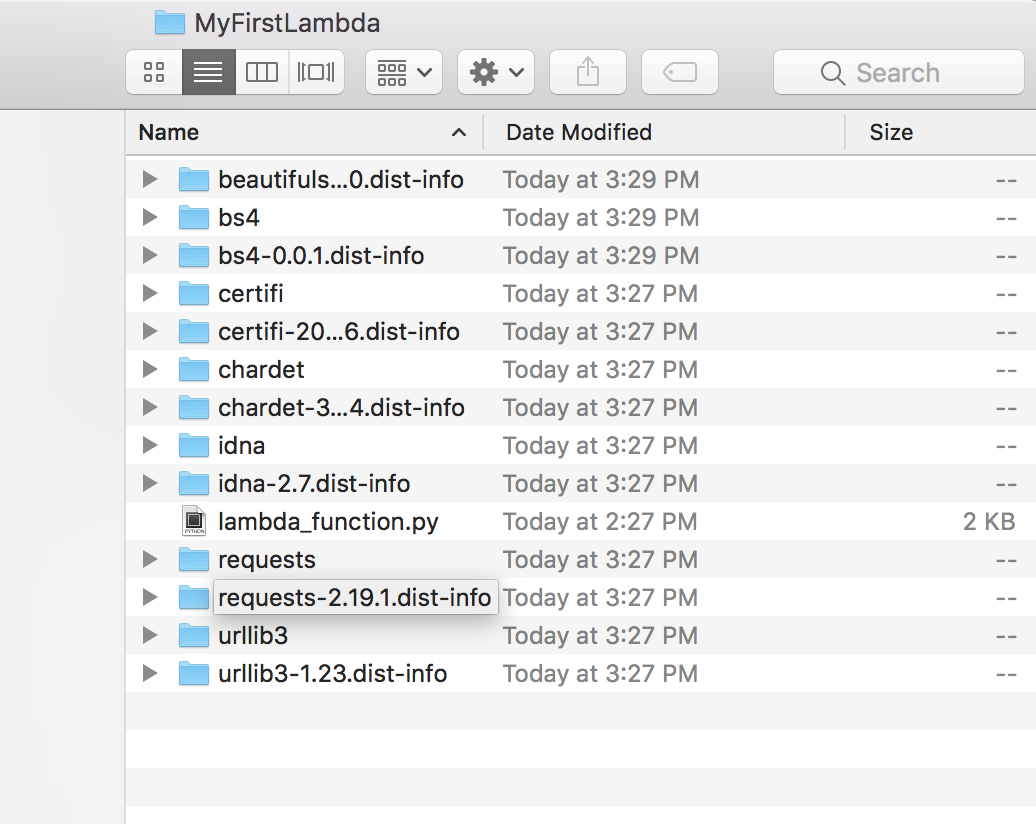 MyFirstLambda
Search
Name Date Modified Size
beautifuls...0.dist-info Today at 3:29 PM --
bs4 Today at 3:29 PM --
bs4-0.0.1.dist-info Today at 3:29 PM --
certifi Today at 3:27 PM --
certifi-20...6.dist-info Today at 3:27 PM --
chardet Today at 3:27 PM --
chardet-3...4.dist-info Today at 3:27 PM --
idna Today at 3:27 PM --
idna-2.7.dist-info Today at 3:27 PM --
PYTHON lambda_function.py Today at 2:27 PM 2 KB
requests Today at 3:27 PM --
requests-2.19.1.dist-info Today at 3:27 PM --
urllib3 Today at 3:27 PM --
urllib3-1.23.dist-info Today at 3:27 PM --